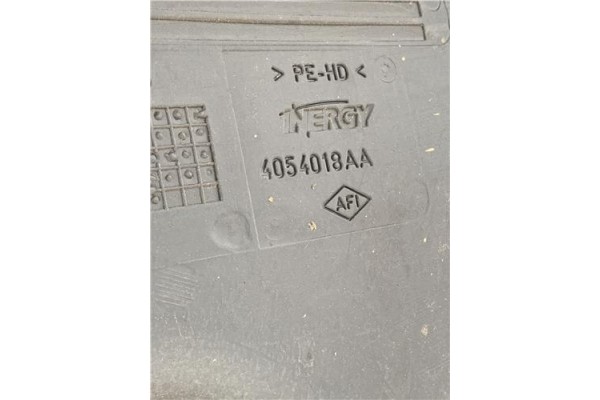 > PE-HD <
INERGY
4054018AA
AFI